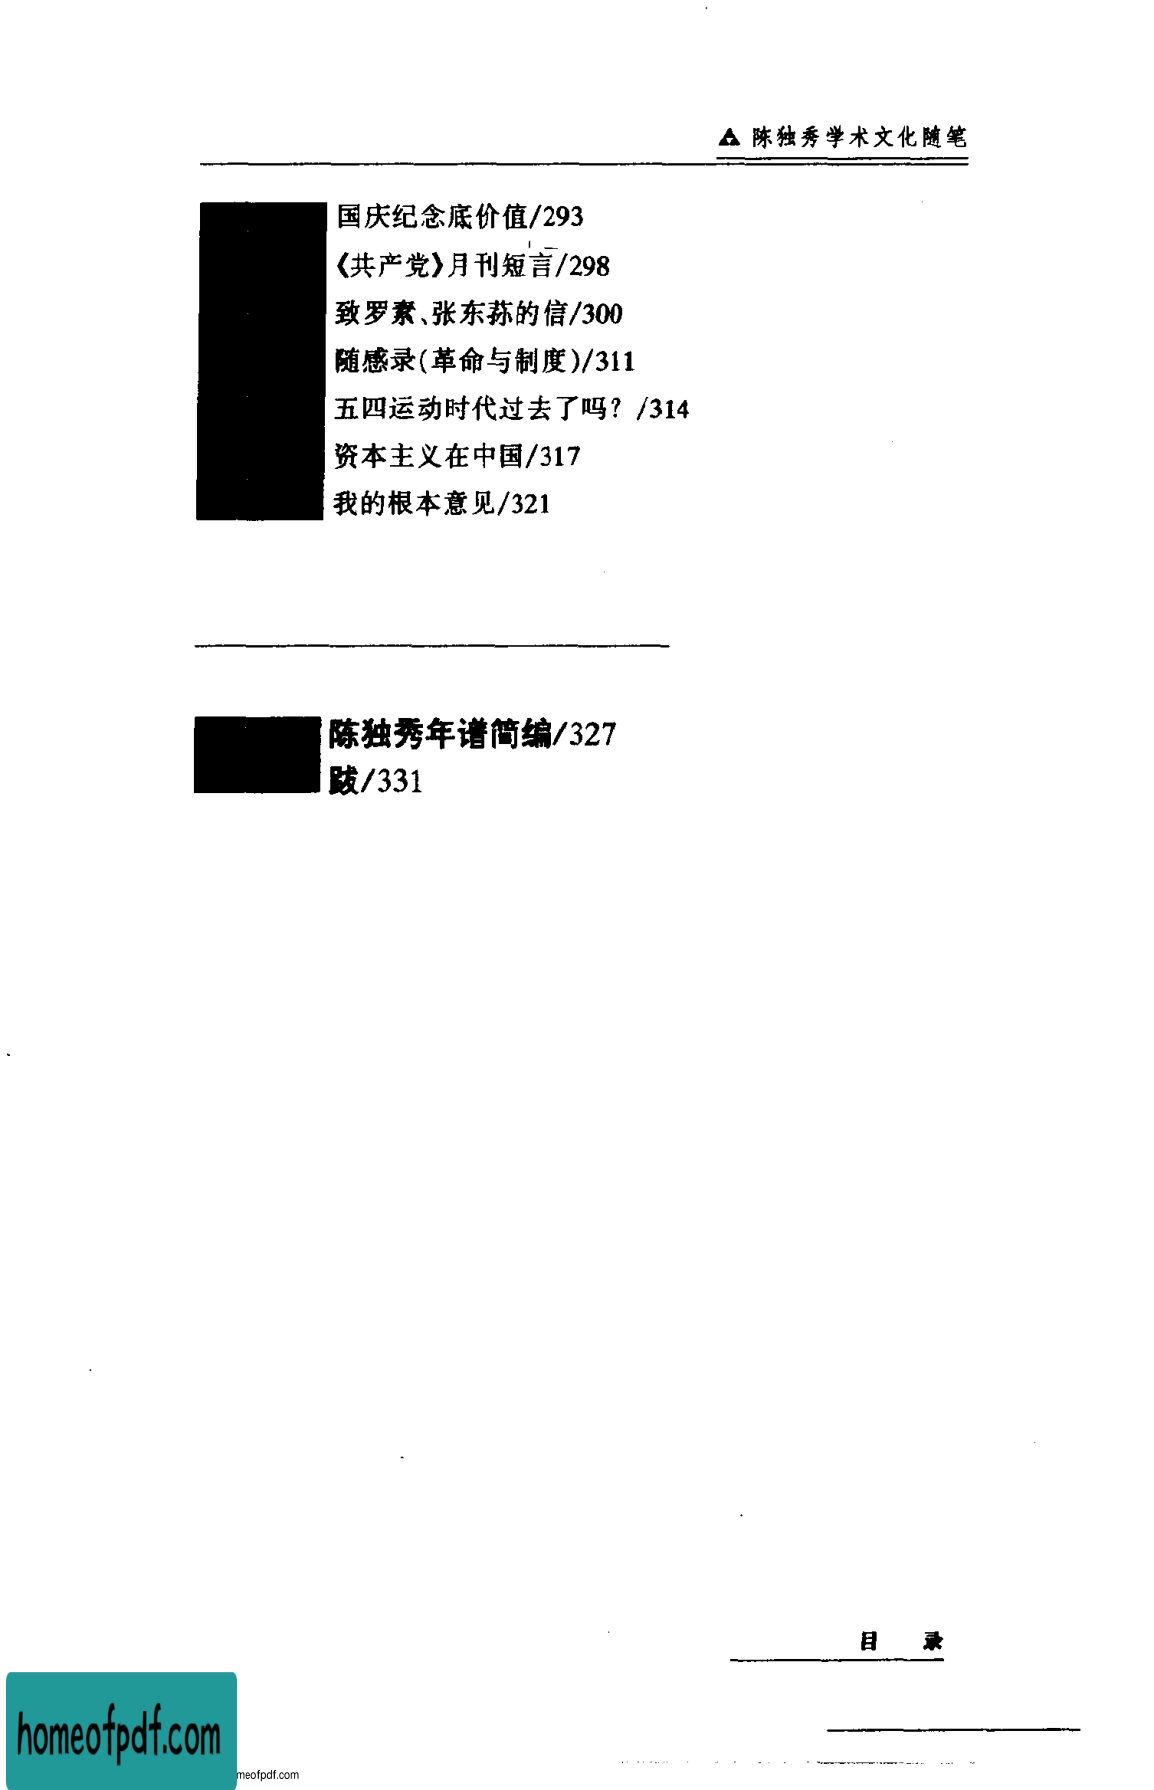 陈独秀学术文化随笔
国庆纪念底价值/293
《共产党》月刊短言/298
致罗素、张东荪的信/300
随感录(革命与制度)/311
五四运动时代过去了吗？/314
资本主义在中国/317
我的根本意见/321
陈独秀年谱简编/327
跋/331
目 录
homeofpdf.com
meofpdf.com